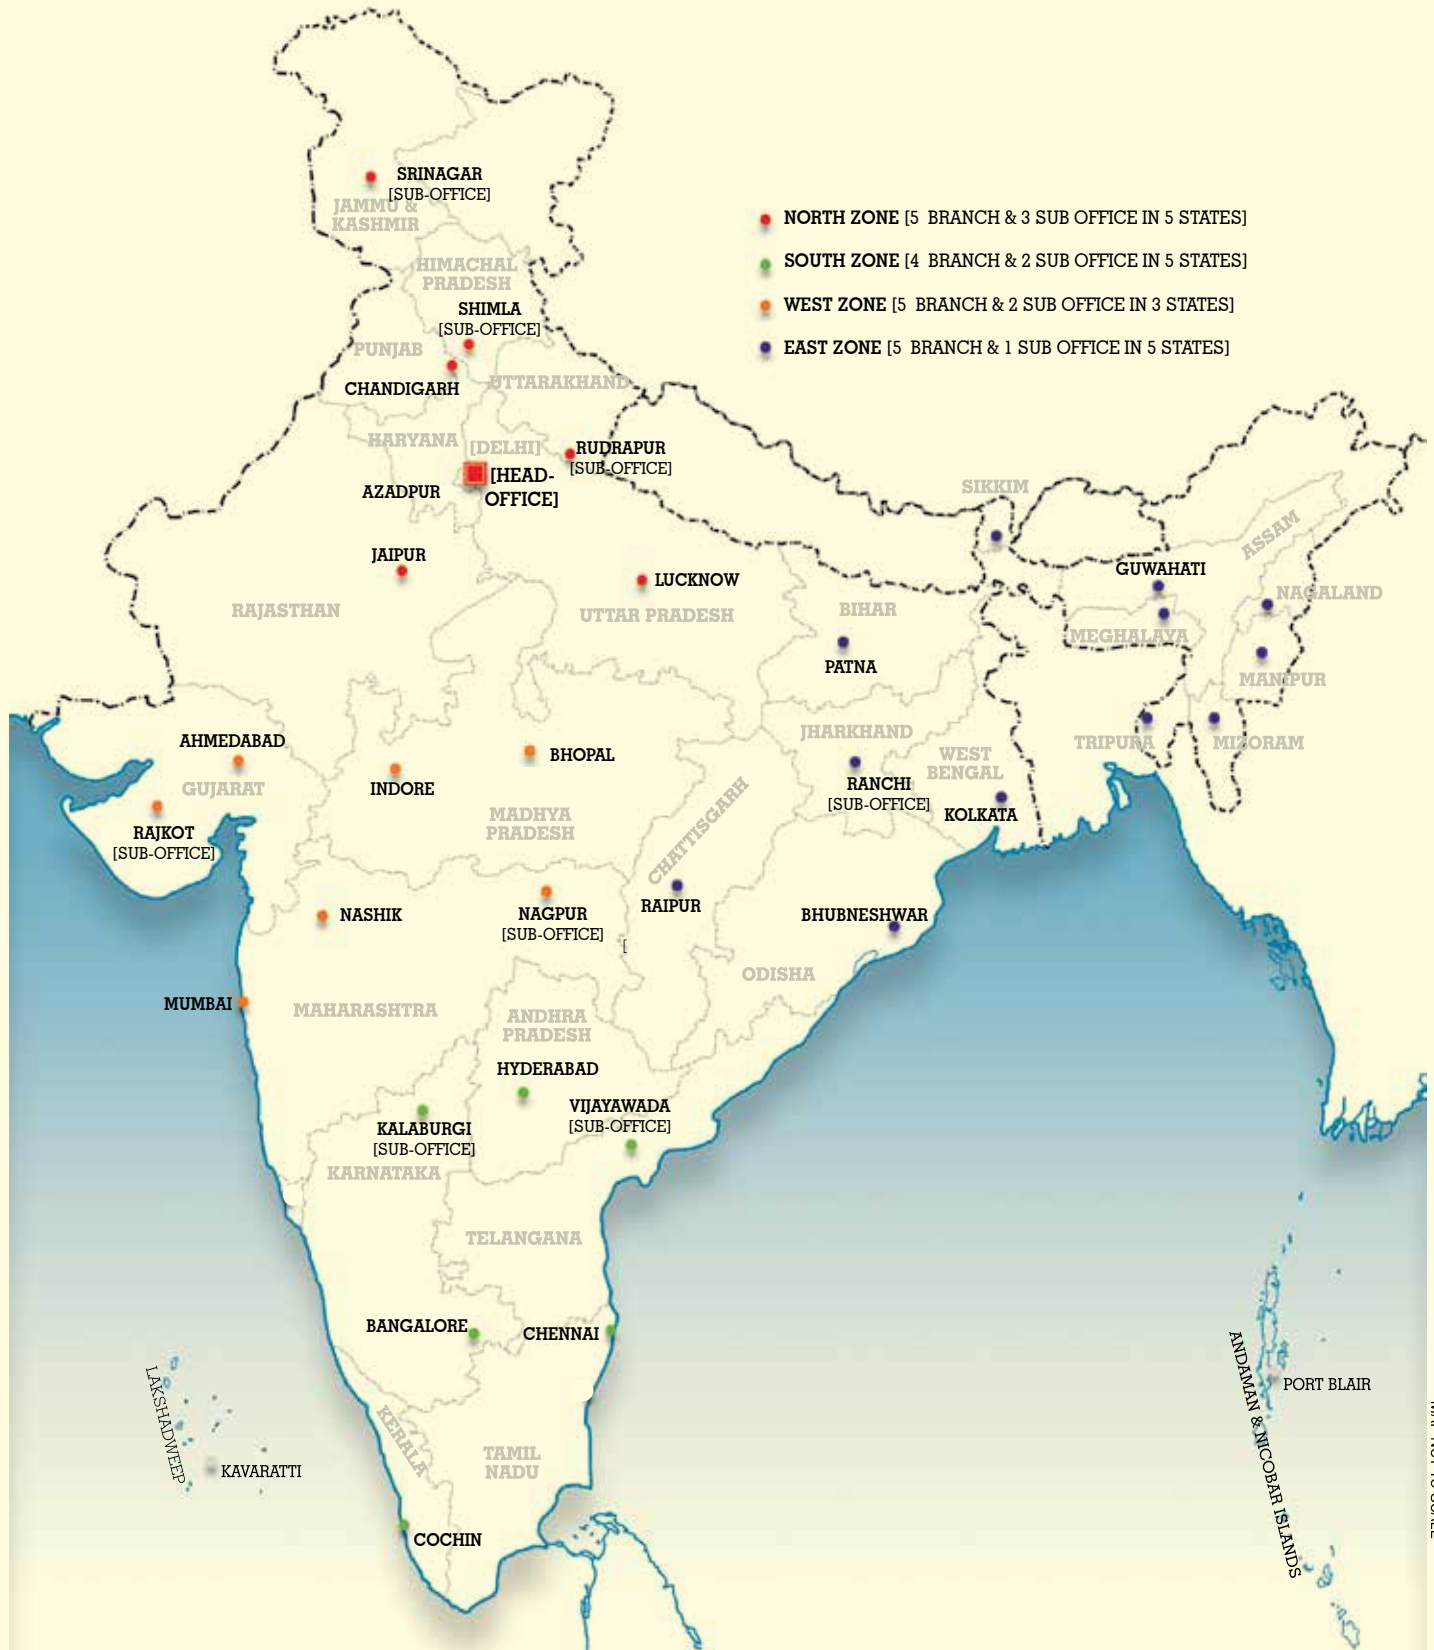 SRINAGAR
[SUB-OFFICE]
JAMMU &
KASHMIR
NORTH ZONE [5 BRANCH & 3 SUB OFFICE IN 5 STATES]
SOUTH ZONE [4 BRANCH & 2 SUB OFFICE IN 5 STATES]
WEST ZONE [5 BRANCH & 2 SUB OFFICE IN 3 STATES]
EAST ZONE [5 BRANCH & 1 SUB OFFICE IN 5 STATES]
HIMACHAL
PRADESH
SHIMLA
[SUB-OFFICE]
PUNJAB
CHANDIGARH
UTTARAKHAND
HARYANA
[DELHI]
RUDRAPUR
[SUB-OFFICE]
[HEAD-
OFFICE]
AZADPUR
SIKKIM
ASSAM
JAIPUR
LUCKNOW
GUWAHATI
NAGALAND
RAJASTHAN
UTTAR PRADESH
BIHAR
MEGHALAYA
PATNA
MANIPUR
AHMEDABAD
GUJARAT
INDORE
BHOPAL
JHARKHAND
WEST
BENGAL
TRIPURA
MIZORAM
RANCHI
[SUB-OFFICE]
KOLKATA
RAJKOT
[SUB-OFFICE]
MADHYA
PRADESH
CHATTISGARH
NASHIK
NAGPUR
[SUB-OFFICE]
[
RAIPUR
BHUBNESHWAR
ODISHA
MUMBAI
MAHARASHTRA
ANDHRA
PRADESH
HYDERABAD
VIJAYAWADA
[SUB-OFFICE]
KALABURGI
[SUB-OFFICE]
KARNATAKA
TELANGANA
BANGALORE
CHENNAI
LAKSHADWEEP
KAVARATTI
KERALA
TAMIL
NADU
COCHIN
ANDAMAN & NICOBAR ISLANDS
PORT BLAIR